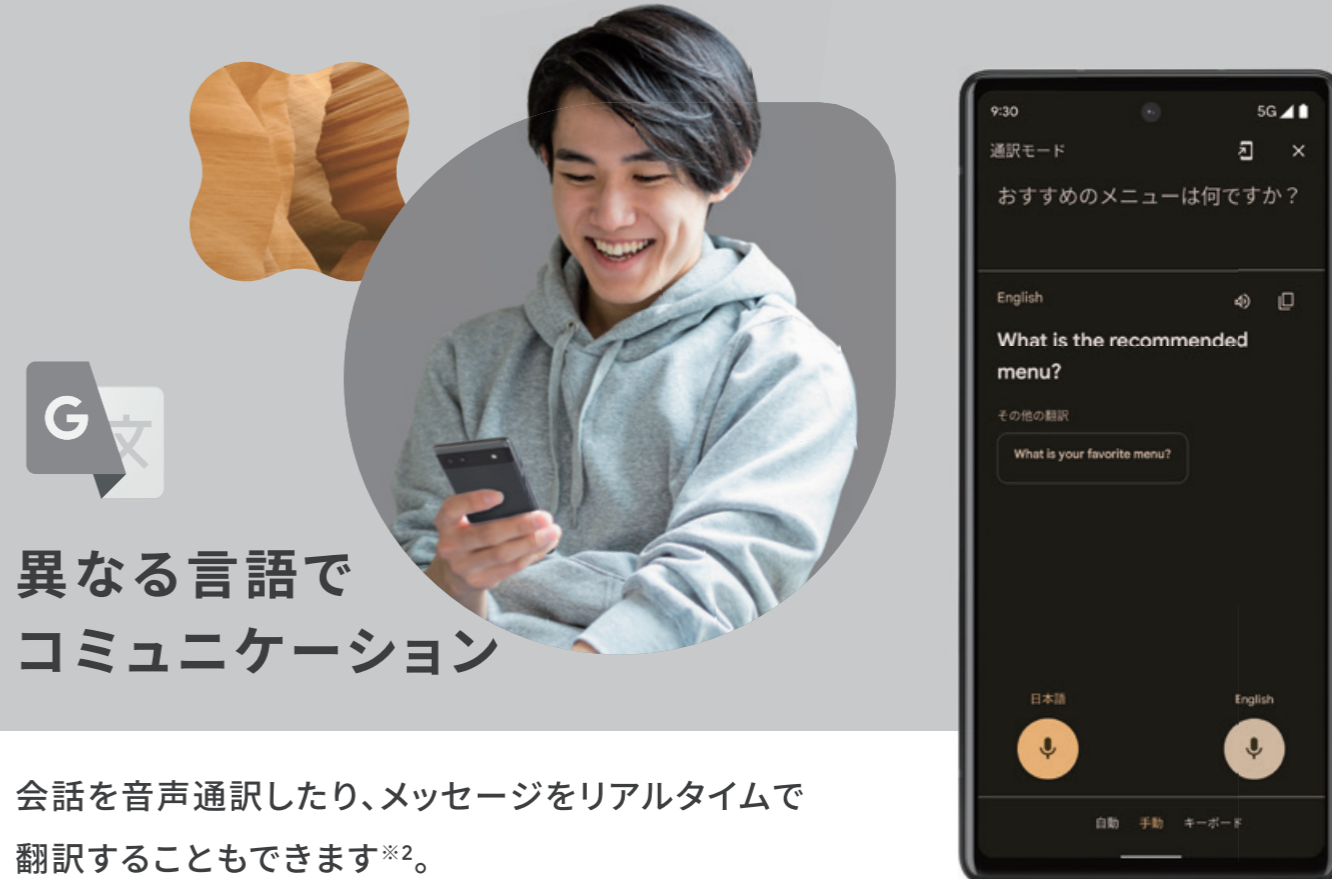 G 文
異なる言語で
コミュニケーション
会話を音声通訳したり、メッセージをリアルタイムで
翻訳することもできます※2。
9:30 5G
通訳モード
おすすめのメニューは何ですか？
English
What is the recommended
menu?
その他の翻訳
What is your favorite menu?
日本語 English
自動 手動 キーボード